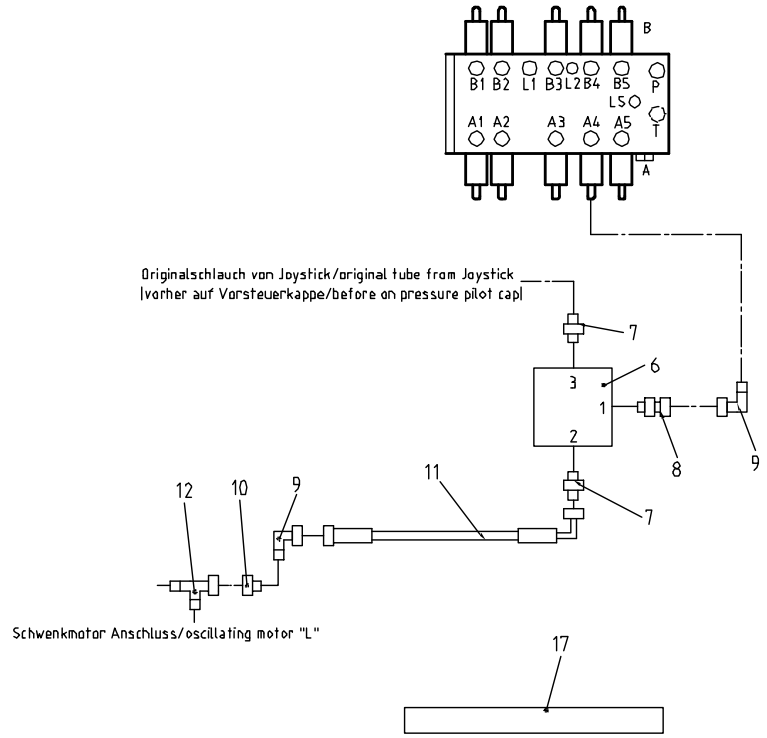 B
B1 B2 L1 B3 L2 B4 B5 P
LS
A1 A2 A3 A4 A5 T
A
Originalschlauch von Joystick/original tube from Joystick
(vorher auf Vorsteuerkappe/before on pressure pilot cap)
7
3
6
1
2
8
9
12
10
9
11
7
Schwenkmotor Anschluss/oscillating motor "L"
17